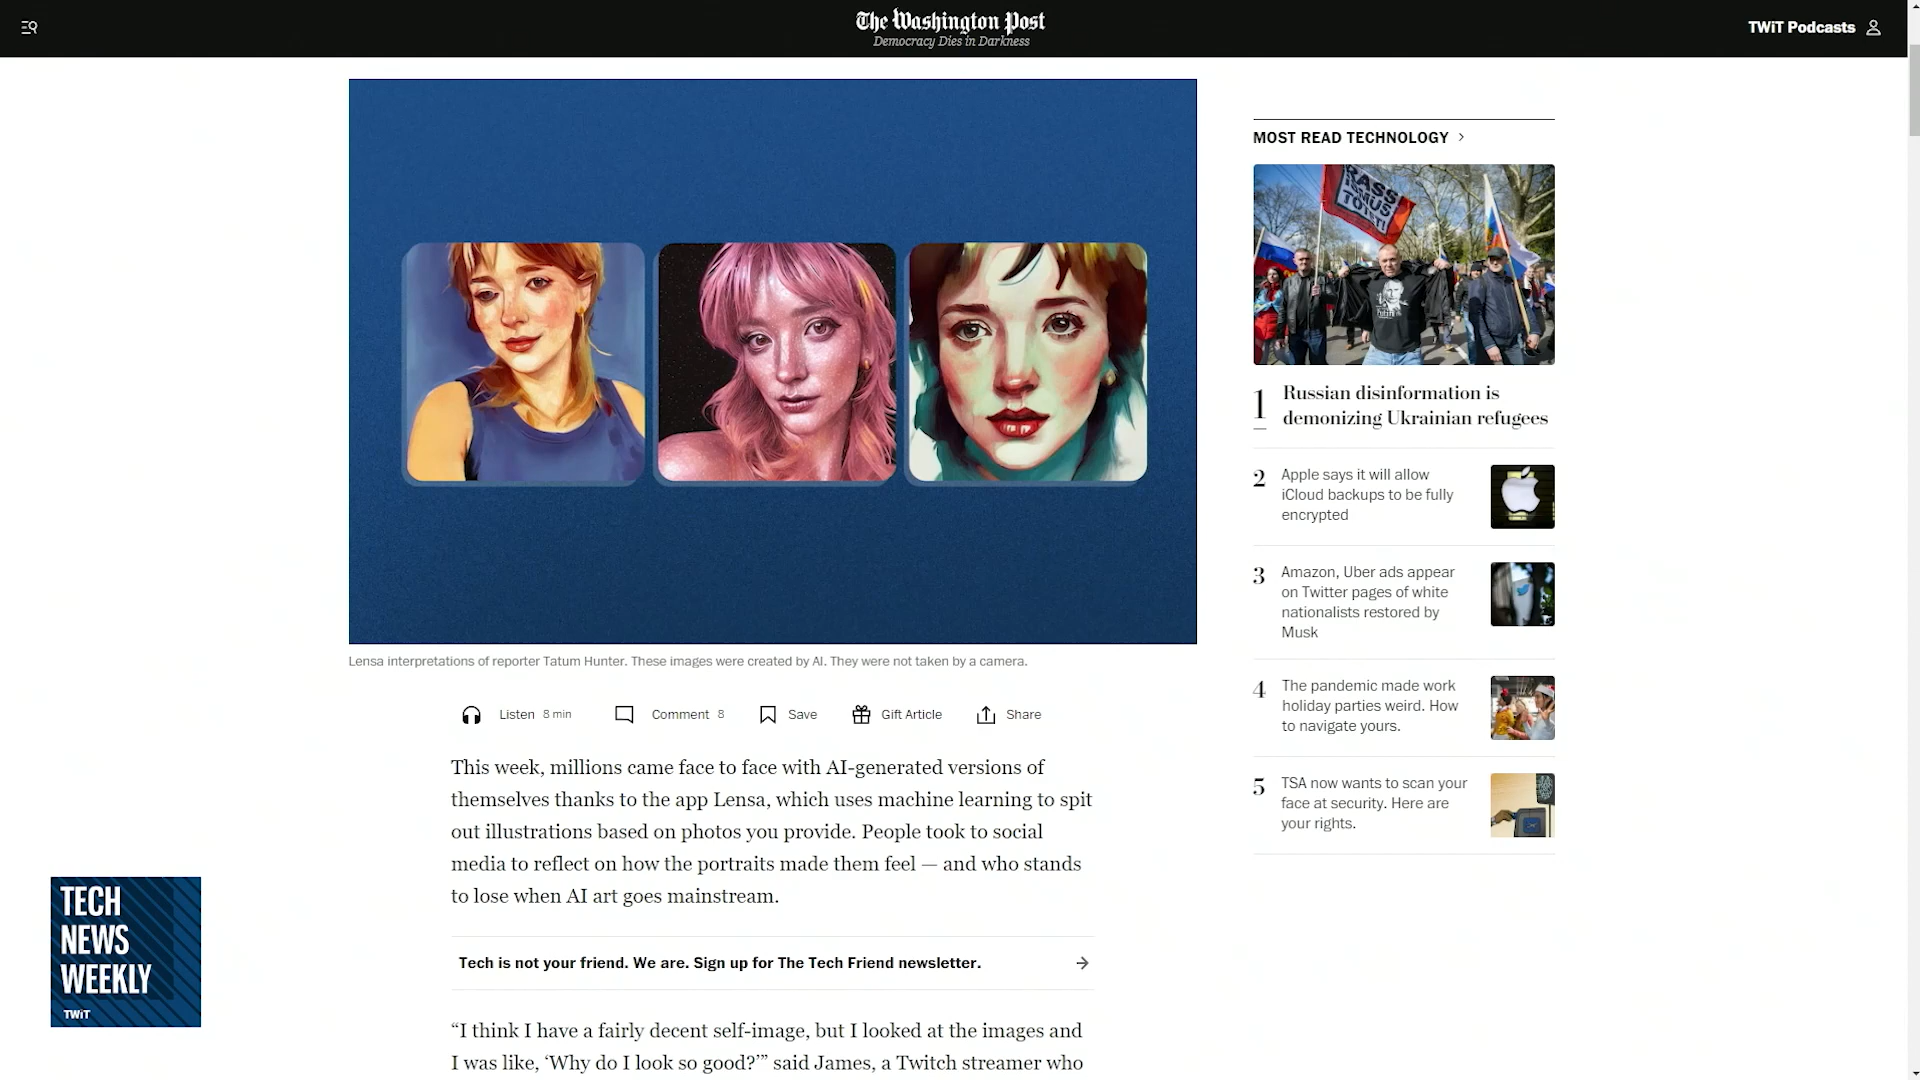 The Washington Post
Democracy Dies in Darkness
TWiT Podcasts
Lensa interpretations of reporter Tatum Hunter. These images were created by AI. They were not taken by a camera.
Listen 8 min
Comment 8
Save
Gift Article
Share
This week, millions came face to face with AI-generated versions of
themselves thanks to the app Lensa, which uses machine learning to spit
out illustrations based on photos you provide. People took to social
media to reflect on how the portraits made them feel — and who stands
to lose when AI art goes mainstream.
Tech is not your friend. We are. Sign up for The Tech Friend newsletter.
“I think I have a fairly decent self-image, but I looked at the images and
I was like, ‘Why do I look so good?’” said James, a Twitch streamer who
MOST READ TECHNOLOGY
RASS
ISMUS
TÖTET!
1 Russian disinformation is
demonizing Ukrainian refugees
2 Apple says it will allow
iCloud backups to be fully
encrypted
3 Amazon, Uber ads appear
on Twitter pages of white
nationalists restored by
Musk
4 The pandemic made work
holiday parties weird. How
to navigate yours.
5 TSA now wants to scan your
face at security. Here are
your rights.
TECH
NEWS
WEEKLY
TWiT